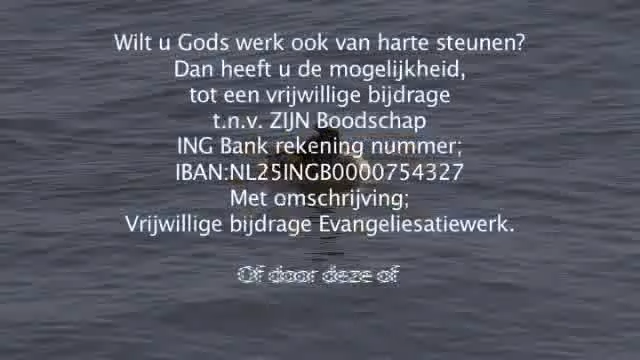 Wilt u Gods werk ook van harte steunen?
Dan heeft u de mogelijkheid,
tot een vrijwillige bijdrage
t.n.v. ZIJN Boodschap
ING Bank rekening nummer;
IBAN:NL25INGB0000754327
Met omschrijving;
Vrijwillige bijdrage Evangeliesatiewerk.
Of door deze of